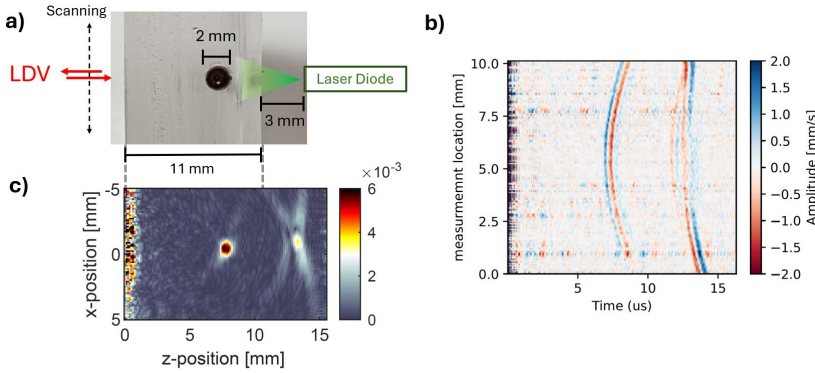 a)
Scanning
LDV
2 mm
Laser Diode
3 mm
11 mm
b)
measurmemnt location [mm]
10.0
7.5
5.0
2.5
0.0
0
5
10
15
Time (us)
2.0
1.5
1.0
0.5
0.0
−0.5
−1.0
−1.5
−2.0
Amplitude [mm/s]
c)
x-position [mm]
-5
0
5
0
5
10
15
z-position [mm]
×10⁻³
6
4
2
0